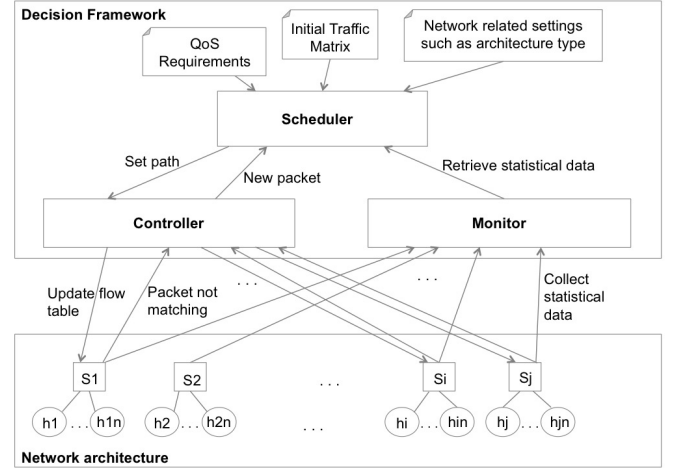 Decision Framework
QoS
Requirements
Initial Traffic
Matrix
Network related settings
such as architecture type
Scheduler
Set path
New packet
Retrieve statistical data
Controller
Monitor
Update flow
table
Packet not
matching
. . .
. . .
Collect
statistical
data
S1
S2
. . .
Si
Sj
h1 . . . h1n
h2 . . . h2n
. . .
hi . . . hin
hj . . . hjn
Network architecture